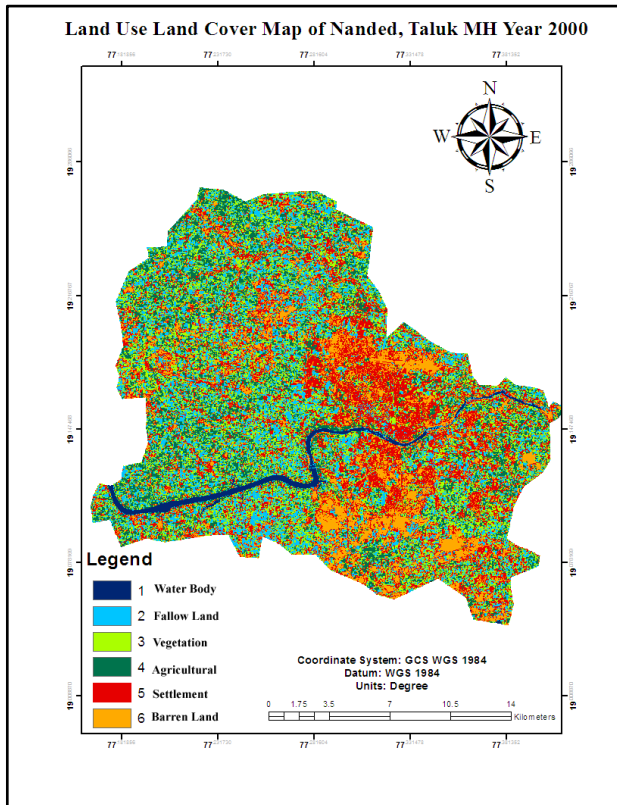 Land Use Land Cover Map of Nanded, Taluk MH Year 2000
N
W E
S
Legend
1 Water Body
2 Fallow Land
3 Vegetation
4 Agricultural
5 Settlement
6 Barren Land
Coordinate System: GCS WGS 1984
Datum: WGS 1984
Units: Degree
0 1.75 3.5 7 10.5 14
Kilometers